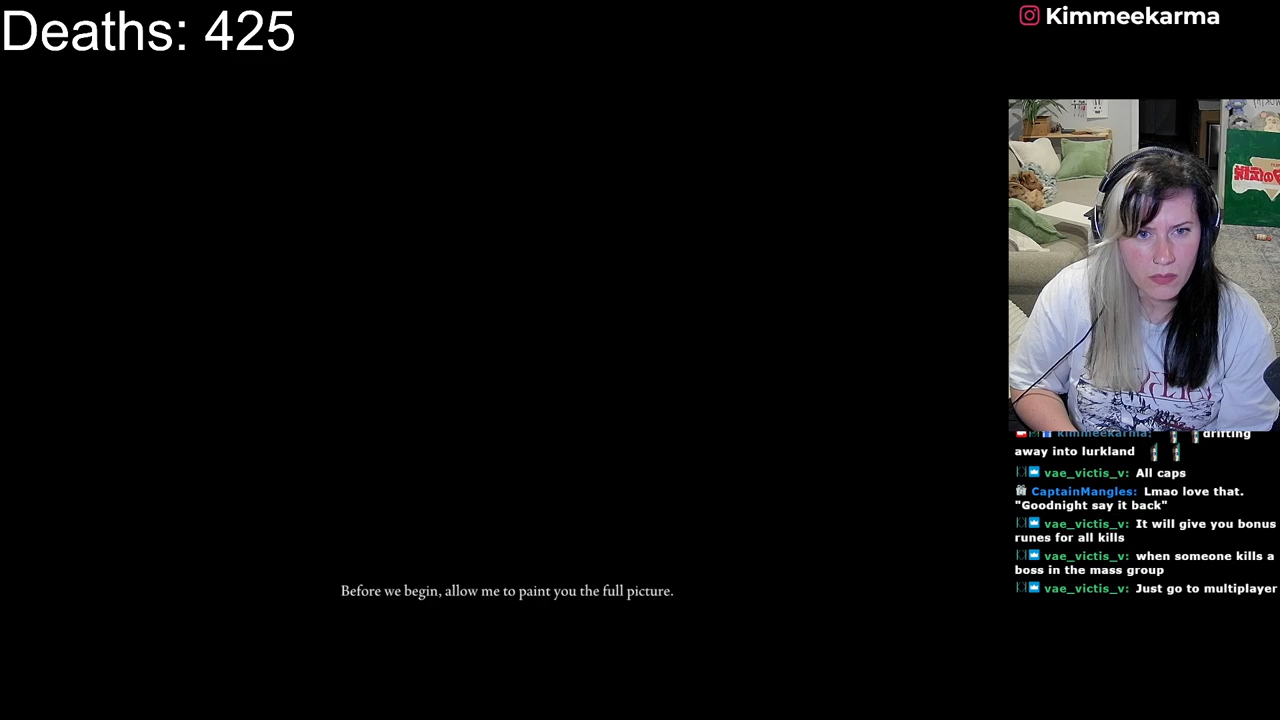 Deaths: 425
Kimmeekarma
kimmeekarma: drifting
away into lurkland
vae_victis_v: All caps
CaptainMangles: Lmao love that.
"Goodnight say it back"
vae_victis_v: It will give you bonus
runes for all kills
vae_victis_v: when someone kills a
boss in the mass group
vae_victis_v: Just go to multiplayer
Before we begin, allow me to paint you the full picture.